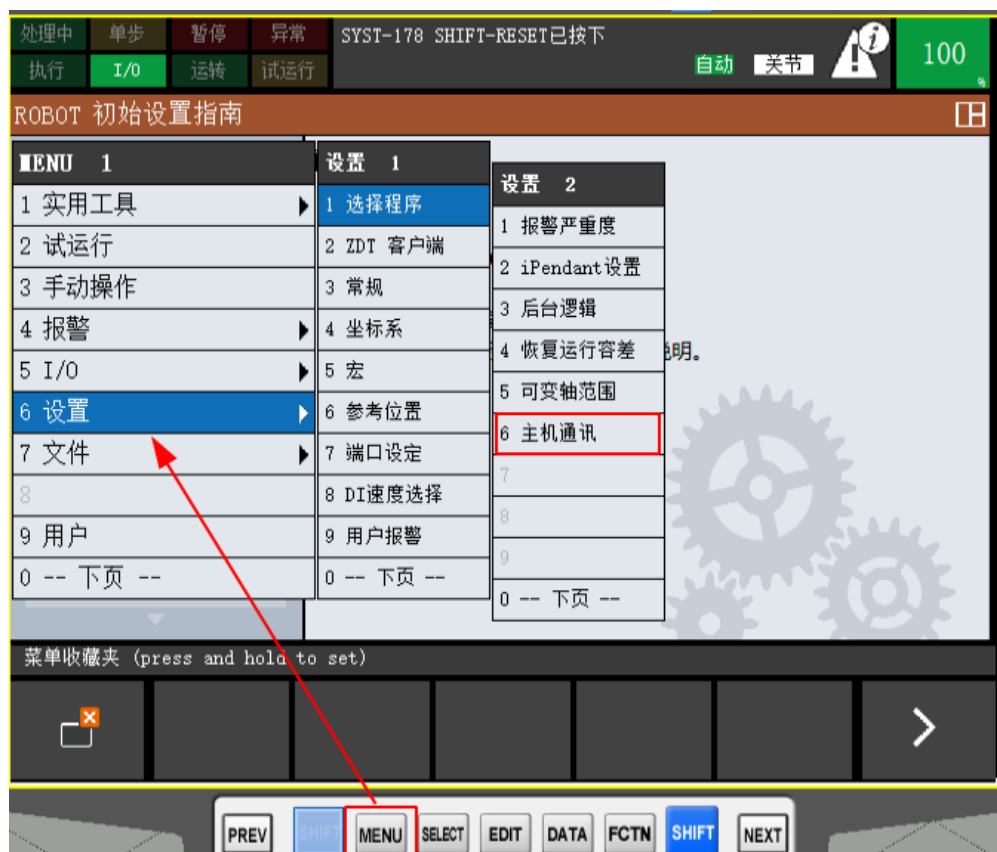 处理中 单步 暂停 异常 SYST-178 SHIFT-RESET已按下
执行 I/O 运转 试运行 自动 关节 100
%
ROBOT 初始设置指南
MENU 1
1 实用工具
2 试运行
3 手动操作
4 报警
5 I/O
6 设置
7 文件
8
9 用户
0 -- 下页 --
设置 1
1 选择程序
2 ZDT 客户端
3 常规
4 坐标系
5 宏
6 参考位置
7 端口设定
8 DI速度选择
9 用户报警
0 -- 下页 --
设置 2
1 报警严重度
2 iPendant设置
3 后台逻辑
4 恢复运行容差
5 可变轴范围
6 主机通讯
7
8
9
0 -- 下页 --
说明。
菜单收藏夹 (press and hold to set)
PREV SHIFT MENU SELECT EDIT DATA FCTN SHIFT NEXT